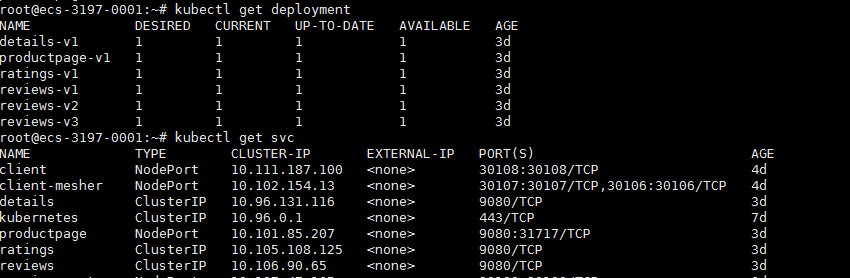 root@ecs-3197-0001:~# kubectl get deployment
NAME DESIRED CURRENT UP-TO-DATE AVAILABLE AGE
details-v1 1 1 1 1 3d
productpage-v1 1 1 1 1 3d
ratings-v1 1 1 1 1 3d
reviews-v1 1 1 1 1 3d
reviews-v2 1 1 1 1 3d
reviews-v3 1 1 1 1 3d
root@ecs-3197-0001:~# kubectl get svc
NAME TYPE CLUSTER-IP EXTERNAL-IP PORT(S) AGE
client NodePort 10.111.187.100 <none> 30108:30108/TCP 4d
client-mesher NodePort 10.102.154.13 <none> 30107:30107/TCP,30106:30106/TCP 4d
details ClusterIP 10.96.131.116 <none> 9080/TCP 3d
kubernetes ClusterIP 10.96.0.1 <none> 443/TCP 7d
productpage NodePort 10.101.85.207 <none> 9080:31717/TCP 3d
ratings ClusterIP 10.105.108.125 <none> 9080/TCP 3d
reviews ClusterIP 10.106.90.65 <none> 9080/TCP 3d